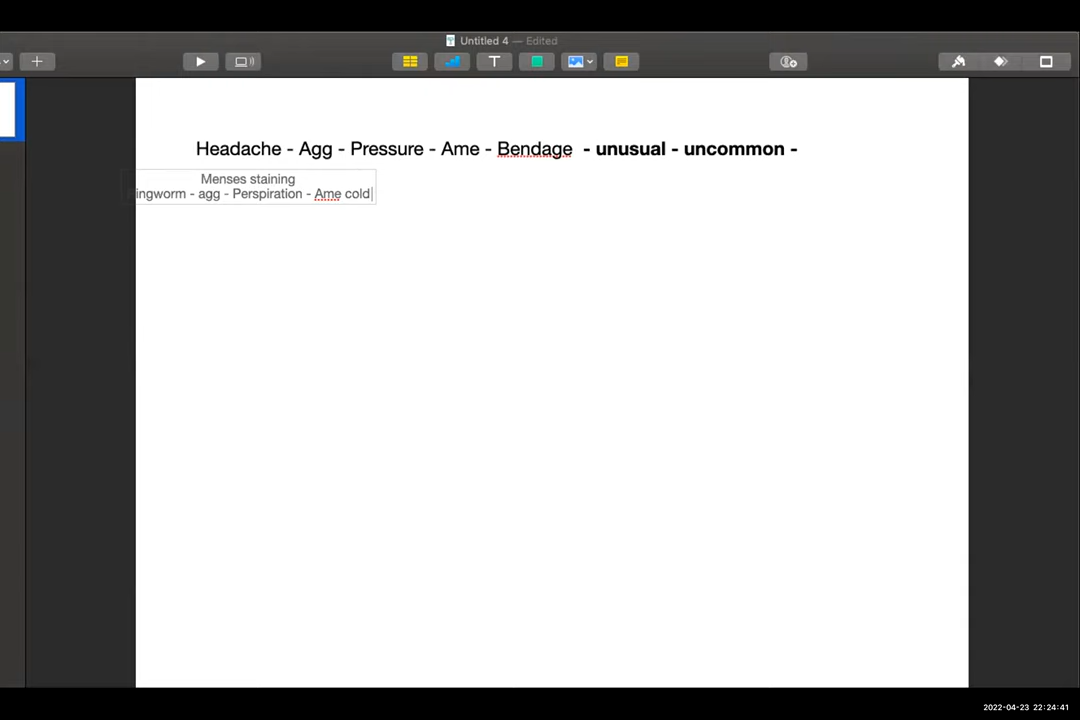 Untitled 4 — Edited
Headache - Agg - Pressure - Ame - Bendage - unusual - uncommon -
Menses staining
ingworm - agg - Perspiration - Ame cold
2022-04-23 22:24:41